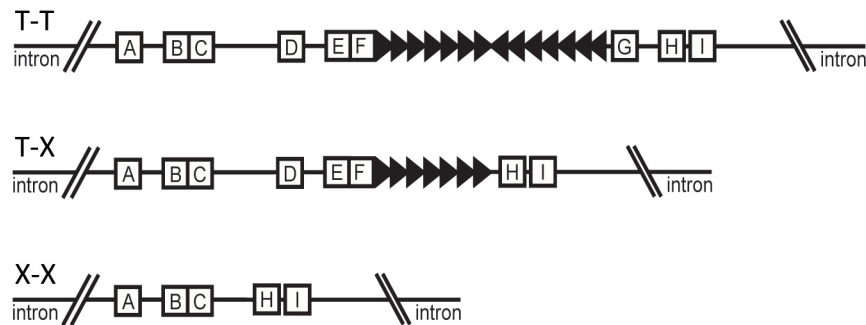 T-T
A B C D E F G H I
intron intron
T-X
A B C D E F H I
intron intron
X-X
A B C H I
intron intron